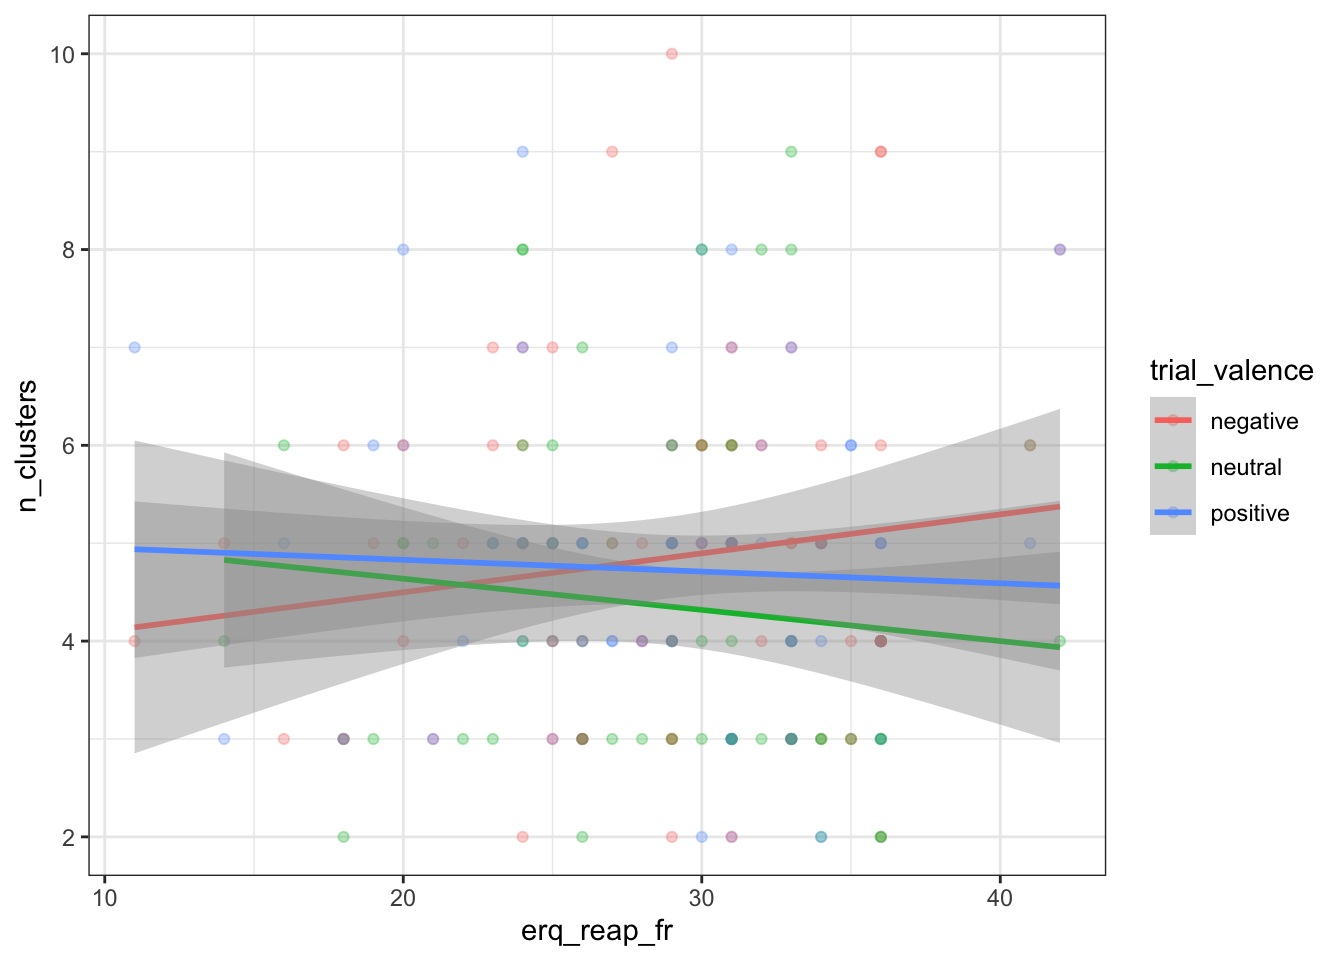 10
8
6
4
2
n_clusters
10 20 30 40
erq_reap_fr
trial_valence
negative
neutral
positive